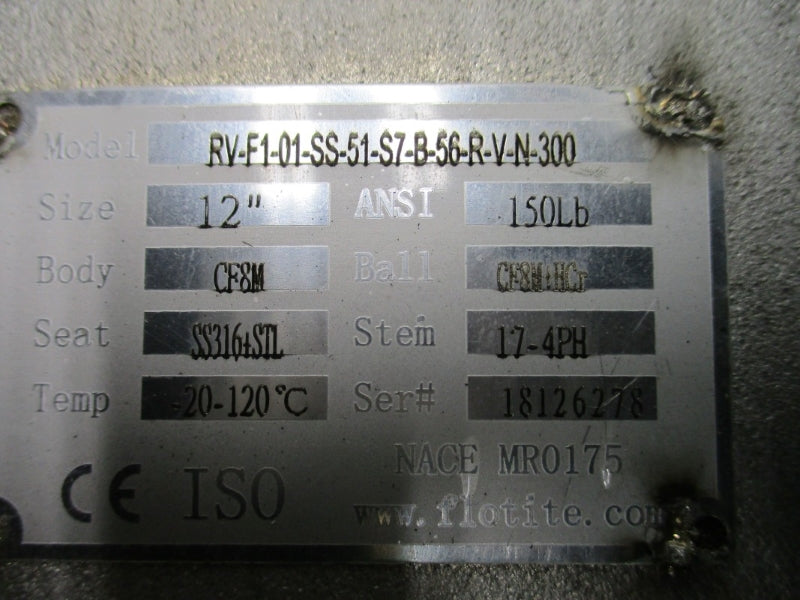 Model RV-F1-01-SS-51-S7-B-56-R-V-N-300
Size 12" ANSI 150Lb
Body CF8M Ball CF8M+HCr
Seat SS316+STL Stem 17-4PH
Temp -20-120℃ Ser# 18126278
NACE MR0175
CE ISO
www.flotite.com